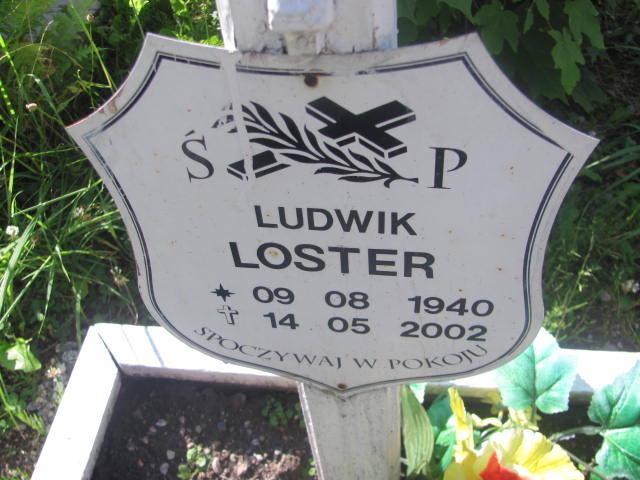 Ś P
LUDWIK
LOSTER
09 08 1940
14 05 2002
SPOCZYWAJ W POKOJU